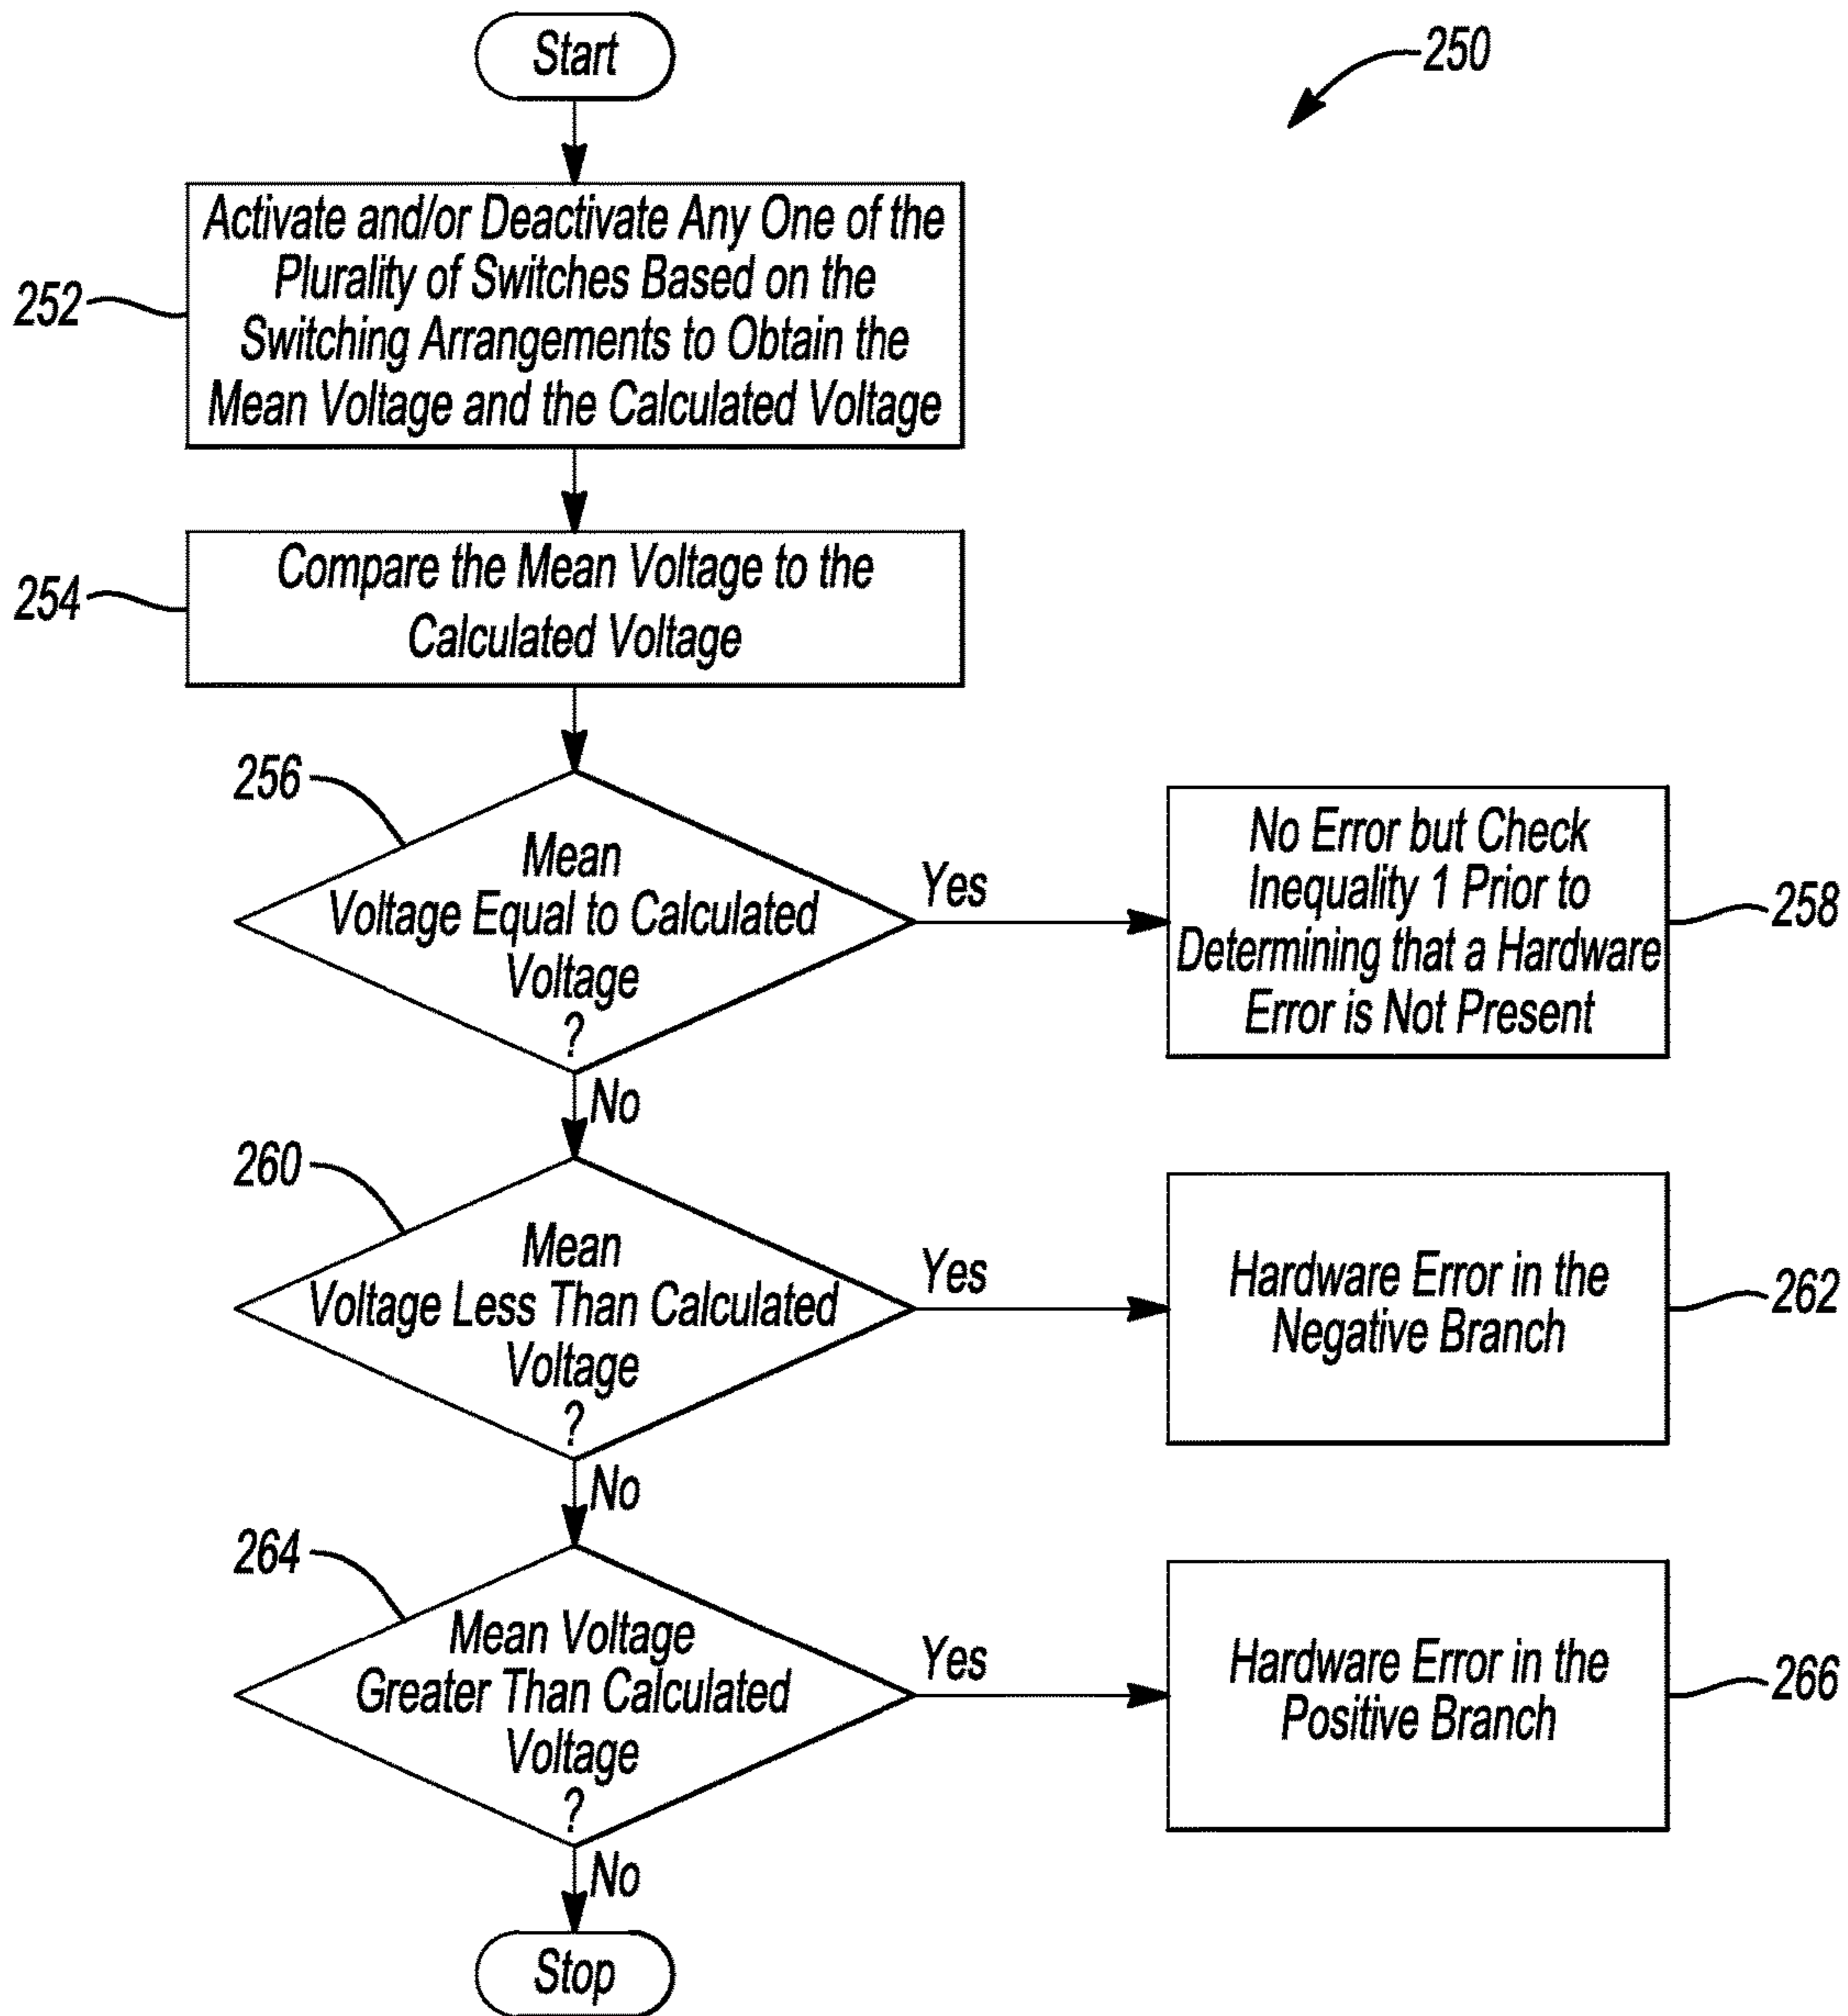 Start
250
Activate and/or Deactivate Any One of the
Plurality of Switches Based on the
Switching Arrangements to Obtain the
Mean Voltage and the Calculated Voltage
252
Compare the Mean Voltage to the
Calculated Voltage
254
256
Mean
Voltage Equal to Calculated
Voltage
?
Yes
No Error but Check
Inequality 1 Prior to
Determining that a Hardware
Error is Not Present
258
No
260
Mean
Voltage Less Than Calculated
Voltage
?
Yes
Hardware Error in the
Negative Branch
262
No
264
Mean Voltage
Greater Than Calculated
Voltage
?
Yes
Hardware Error in the
Positive Branch
266
No
Stop